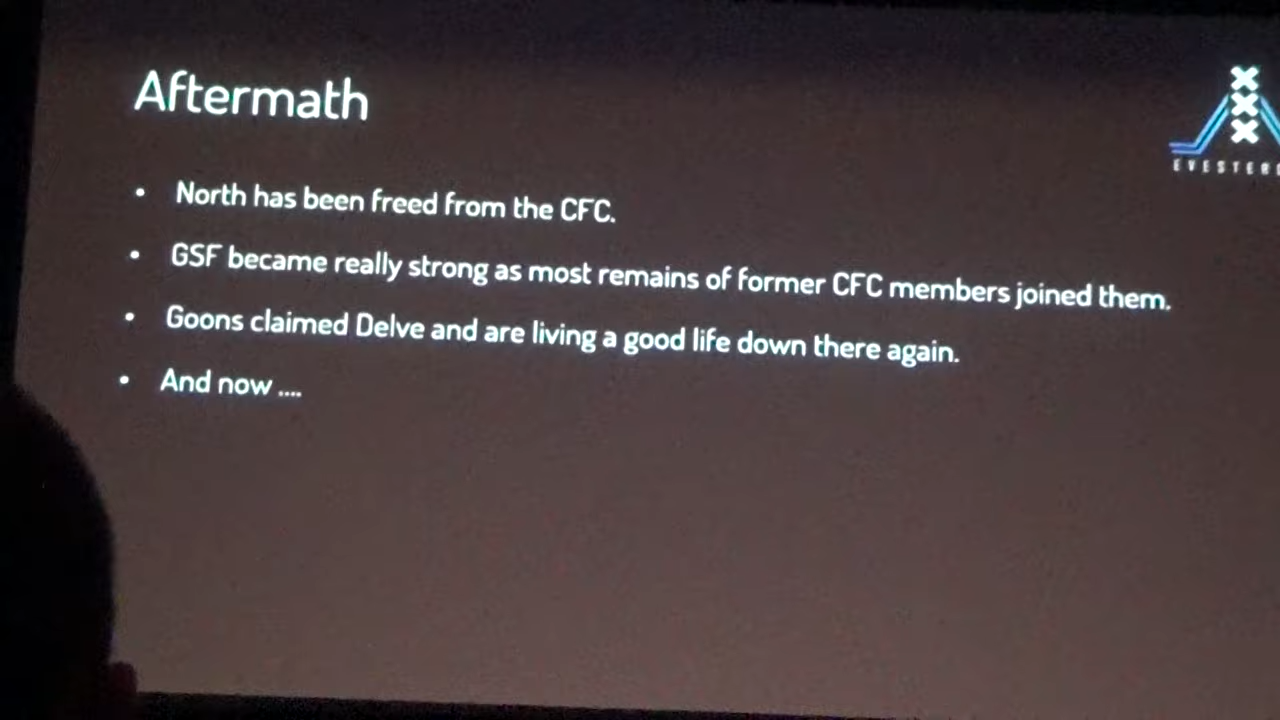 Aftermath
XXX
• North has been freed from the CFC.
• GSF became really strong as most remains of former CFC members joined them.
• Goons claimed Delve and are living a good life down there again.
• And now ....